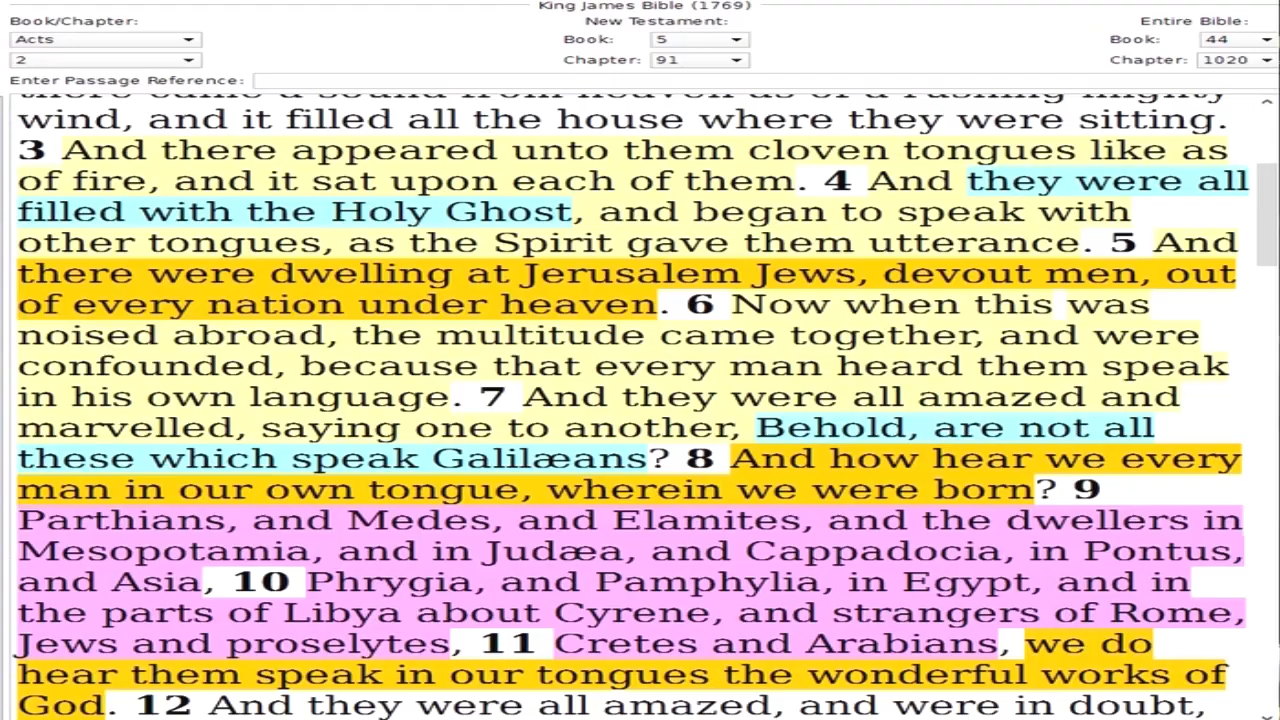 King James Bible (1769)
Book/Chapter: New Testament: Entire Bible:
Acts Book: 5 Book: 44
2 Chapter: 91 Chapter: 1020
Enter Passage Reference:
there came a sound from heaven as of a rushing mighty
wind, and it filled all the house where they were sitting.
3 And there appeared unto them cloven tongues like as
of fire, and it sat upon each of them. 4 And they were all
filled with the Holy Ghost, and began to speak with
other tongues, as the Spirit gave them utterance. 5 And
there were dwelling at Jerusalem Jews, devout men, out
of every nation under heaven. 6 Now when this was
noised abroad, the multitude came together, and were
confounded, because that every man heard them speak
in his own language. 7 And they were all amazed and
marvelled, saying one to another, Behold, are not all
these which speak Galilæans? 8 And how hear we every
man in our own tongue, wherein we were born? 9
Parthians, and Medes, and Elamites, and the dwellers in
Mesopotamia, and in Judæa, and Cappadocia, in Pontus,
and Asia, 10 Phrygia, and Pamphylia, in Egypt, and in
the parts of Libya about Cyrene, and strangers of Rome,
Jews and proselytes, 11 Cretes and Arabians, we do
hear them speak in our tongues the wonderful works of
God. 12 And they were all amazed, and were in doubt,